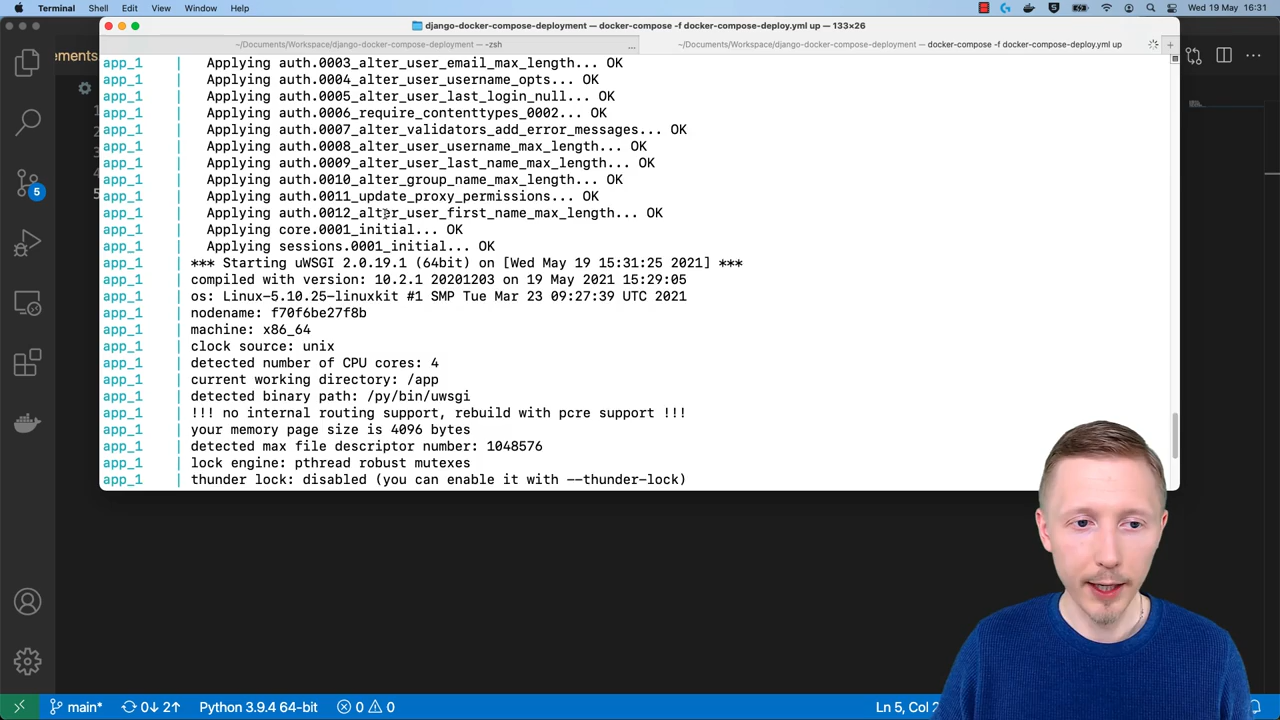 Terminal Shell Edit View Window Help Wed 19 May 16:31
django-docker-compose-deployment — docker-compose -f docker-compose-deploy.yml up — 133×26
~/Documents/Workspace/django-docker-compose-deployment — -zsh ... ~/Documents/Workspace/django-docker-compose-deployment — docker-compose -f docker-compose-deploy.yml up +
ements
app_1 | Applying auth.0003_alter_user_email_max_length... OK
app_1 | Applying auth.0004_alter_user_username_opts... OK
app_1 | Applying auth.0005_alter_user_last_login_null... OK
app_1 | Applying auth.0006_require_contenttypes_0002... OK
app_1 | Applying auth.0007_alter_validators_add_error_messages... OK
app_1 | Applying auth.0008_alter_user_username_max_length... OK
app_1 | Applying auth.0009_alter_user_last_name_max_length... OK
app_1 | Applying auth.0010_alter_group_name_max_length... OK
app_1 | Applying auth.0011_update_proxy_permissions... OK
app_1 | Applying auth.0012_alter_user_first_name_max_length... OK
app_1 | Applying core.0001_initial... OK
app_1 | Applying sessions.0001_initial... OK
app_1 | *** Starting uWSGI 2.0.19.1 (64bit) on [Wed May 19 15:31:25 2021] ***
app_1 | compiled with version: 10.2.1 20201203 on 19 May 2021 15:29:05
app_1 | os: Linux-5.10.25-linuxkit #1 SMP Tue Mar 23 09:27:39 UTC 2021
app_1 | nodename: f70f6be27f8b
app_1 | machine: x86_64
app_1 | clock source: unix
app_1 | detected number of CPU cores: 4
app_1 | current working directory: /app
app_1 | detected binary path: /py/bin/uwsgi
app_1 | !!! no internal routing support, rebuild with pcre support !!!
app_1 | your memory page size is 4096 bytes
app_1 | detected max file descriptor number: 1048576
app_1 | lock engine: pthread robust mutexes
app_1 | thunder lock: disabled (you can enable it with --thunder-lock)
5
main* 0↓ 2↑ Python 3.9.4 64-bit 0 0 Ln 5, Col 2